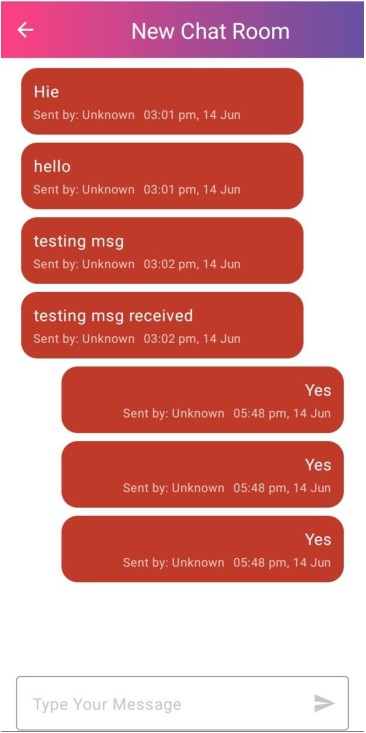 New Chat Room
Hie
Sent by: Unknown 03:01 pm, 14 Jun
hello
Sent by: Unknown 03:01 pm, 14 Jun
testing msg
Sent by: Unknown 03:02 pm, 14 Jun
testing msg received
Sent by: Unknown 03:02 pm, 14 Jun
Yes
Sent by: Unknown 05:48 pm, 14 Jun
Yes
Sent by: Unknown 05:48 pm, 14 Jun
Yes
Sent by: Unknown 05:48 pm, 14 Jun
Type Your Message